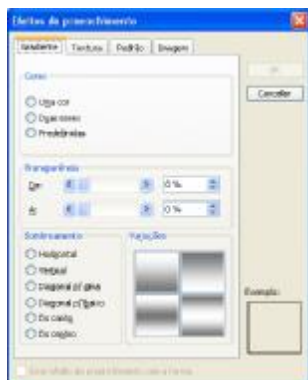 Efeitos de preenchimento
Gradiente Textura Padrão Imagem
Cores
Uma cor
Duas cores
Predefinidas
Cancelar
Transparência
De: 0 %
A: 0 %
Sombreamento Variações
Horizontal
Vertical
Diagonal p/ cima
Diagonal p/baixo
Do canto
Do centro
Exemplo: